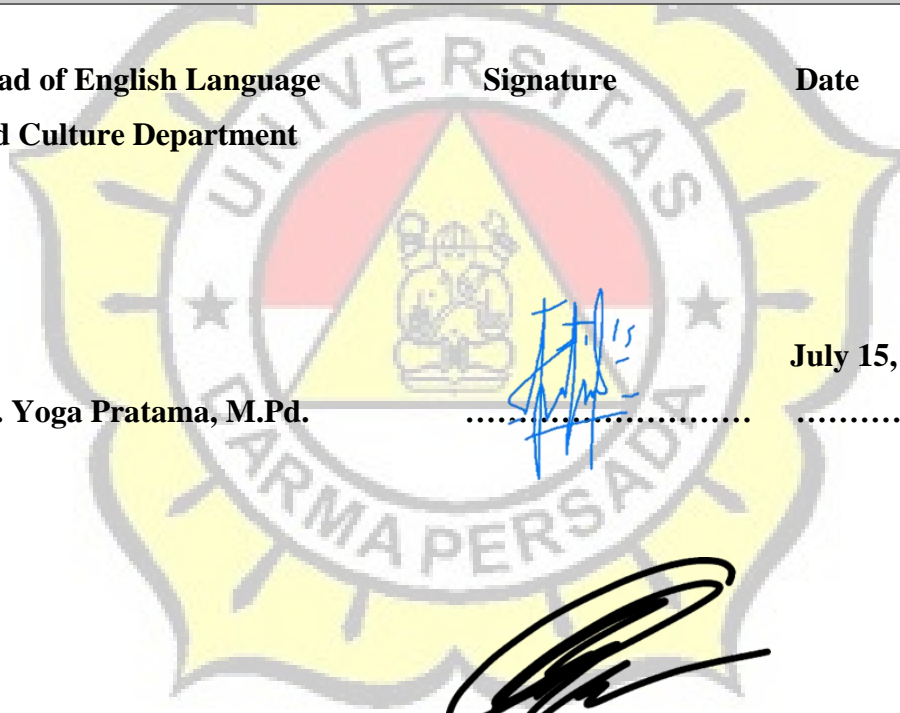 ad of English Language Signature Date
d Culture Department
UNIVERSITAS
July 15,
. Yoga Pratama, M.Pd. ………………………… ………
DARMA PERSADA